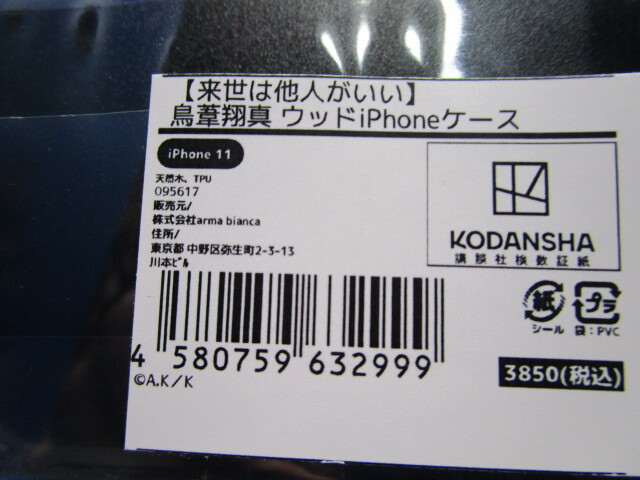 【来世は他人がいい】
鳥葦翔真 ウッドiPhoneケース
iPhone 11
天然木、TPU
095617
販売元/
株式会社arma bianca
住所/
東京都 中野区弥生町2-3-13
川本ビル
KODANSHA
講談社検数証紙
紙
プラ
シール 袋:PVC
4 580759 632999
3850(税込)
©A.K/K